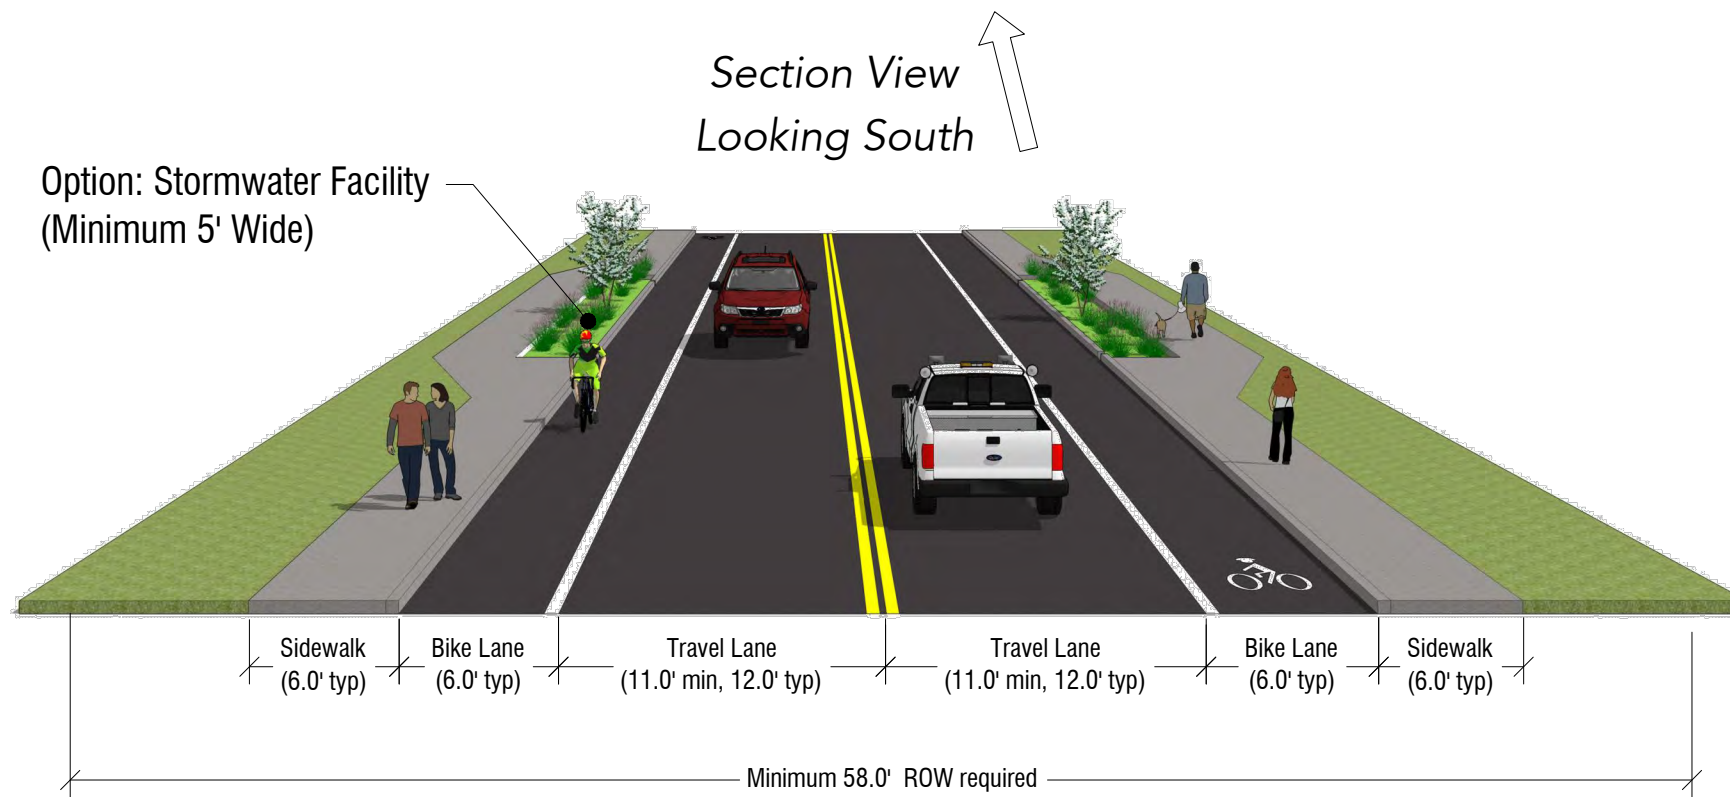 Section View
Looking South
Option: Stormwater Facility
(Minimum 5' Wide)
Sidewalk
(6.0' typ)
Bike Lane
(6.0' typ)
Travel Lane
(11.0' min, 12.0' typ)
Travel Lane
(11.0' min, 12.0' typ)
Bike Lane
(6.0' typ)
Sidewalk
(6.0' typ)
Minimum 58.0' ROW required